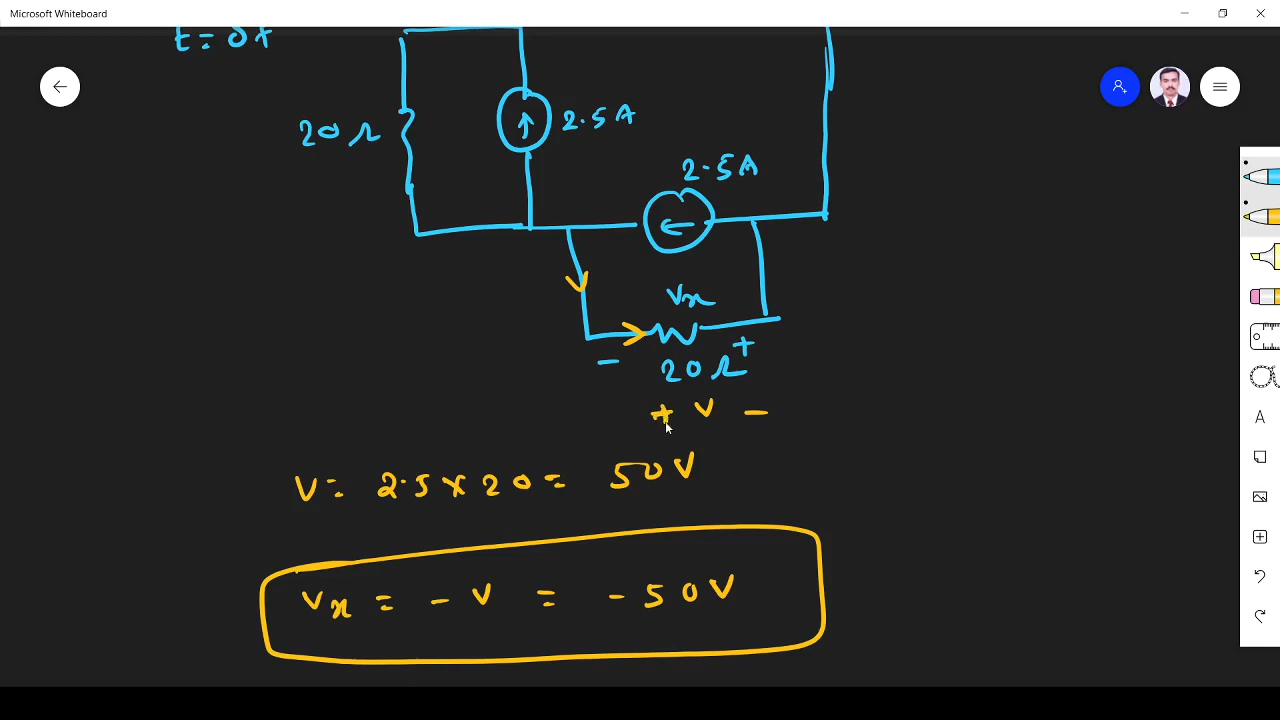 Microsoft Whiteboard
t = 0+
20 Ω
2.5 A
2.5 A
Vx
- 20 Ω +
+ V -
V = 2.5 x 20 = 50 V
Vx = - V = - 50 V
A